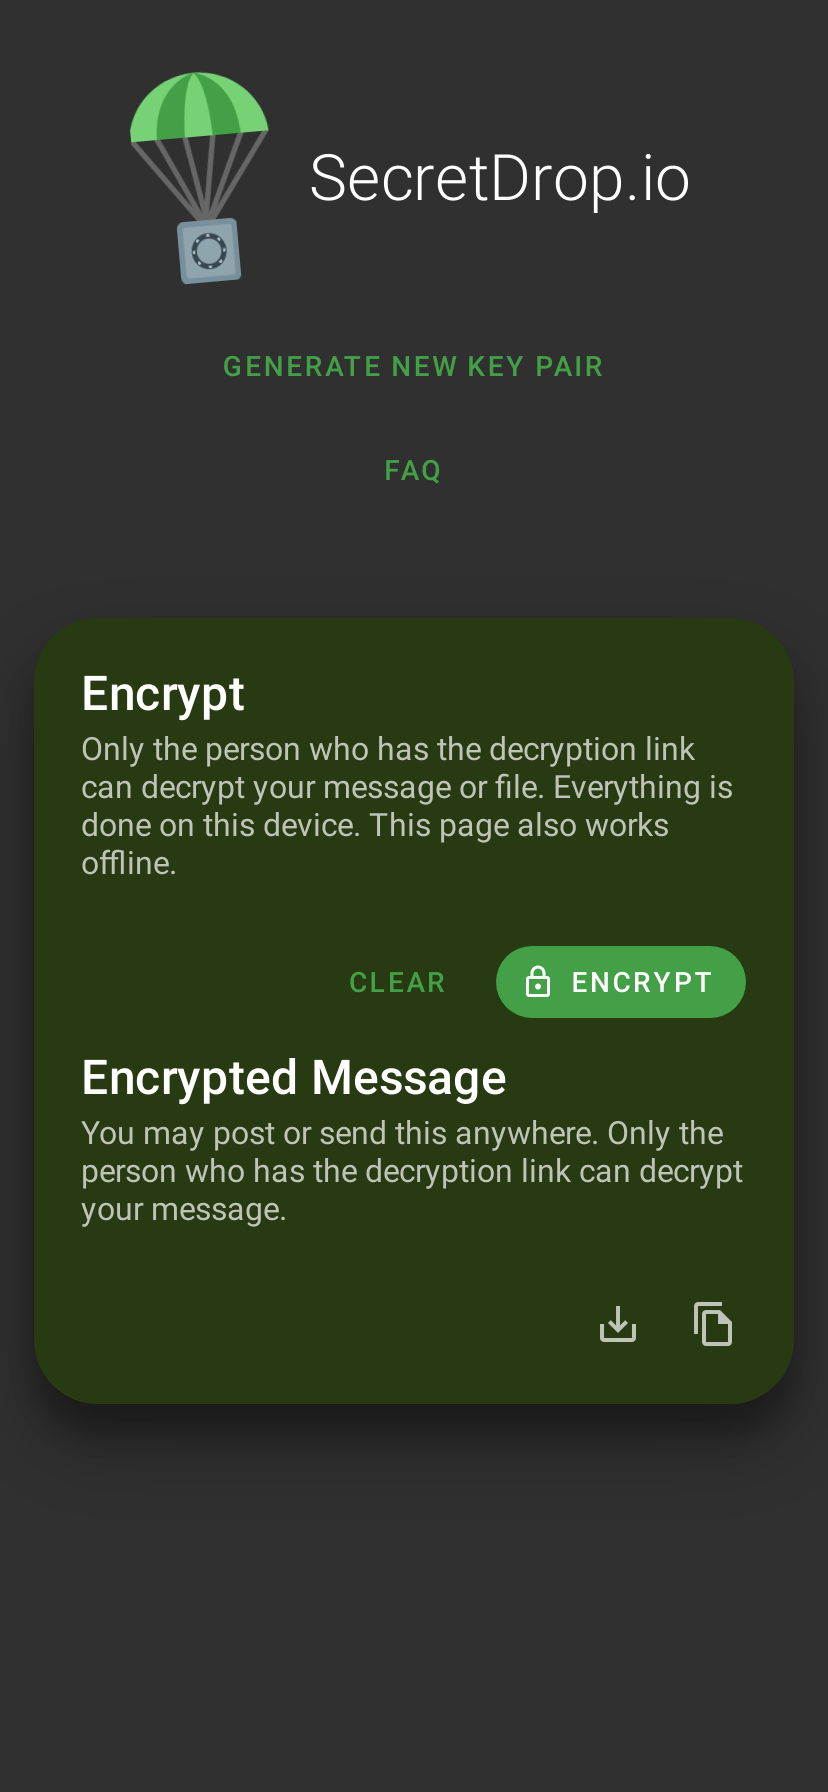 SecretDrop.io
GENERATE NEW KEY PAIR
FAQ
Encrypt
Only the person who has the decryption link
can decrypt your message or file. Everything is
done on this device. This page also works
offline.
CLEAR
ENCRYPT
Encrypted Message
You may post or send this anywhere. Only the
person who has the decryption link can decrypt
your message.